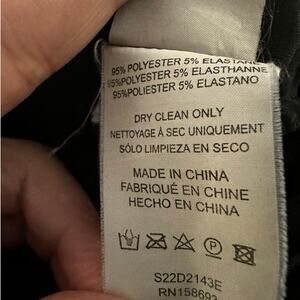 95% POLYESTER 5% ELASTANE
95%POLYESTER 5% ELASTHANNE
95%POLIESTER 5% ELASTANO
DRY CLEAN ONLY
NETTOYAGE À SEC UNIQUEMENT
SÓLO LIMPIEZA EN SECO
MADE IN CHINA
FABRIQUÉ EN CHINE
HECHO EN CHINA
P
S22D2143E